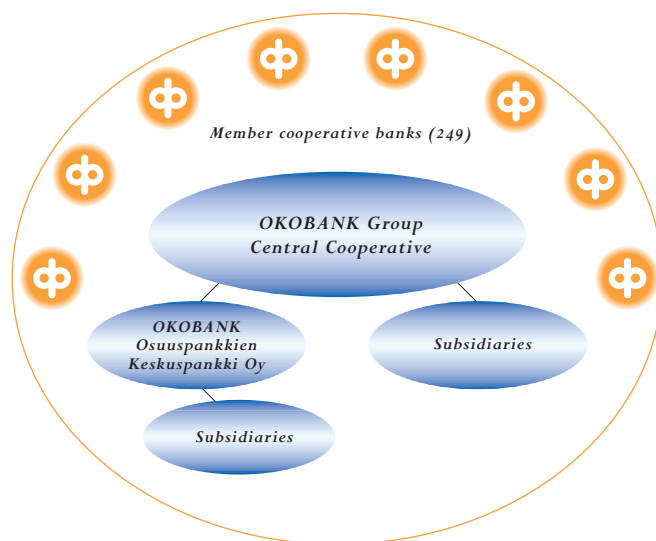 Member cooperative banks (249)
OKOBANK Group
Central Cooperative
OKOBANK
Osuuspankkien
Keskuspankki Oy
Subsidiaries
Subsidiaries